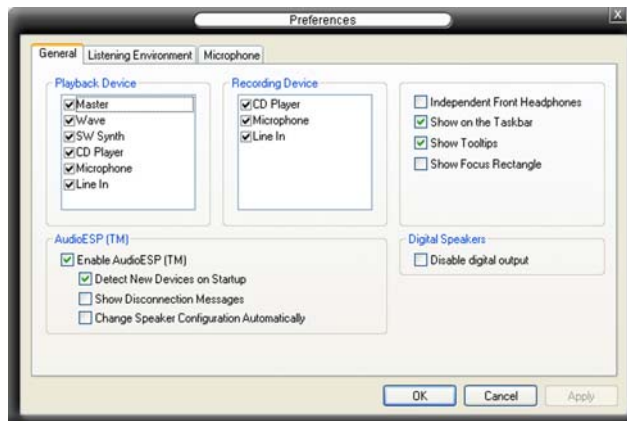 Preferences
X
General
Listening Environment
Microphone
Playback Device
Master
Wave
SW Synth
CD Player
Microphone
Line In
Recording Device
CD Player
Microphone
Line In
Independent Front Headphones
Show on the Taskbar
Show Tooltips
Show Focus Rectangle
AudioESP (TM)
Enable AudioESP (TM)
Detect New Devices on Startup
Show Disconnection Messages
Change Speaker Configuration Automatically
Digital Speakers
Disable digital output
OK
Cancel
Apply